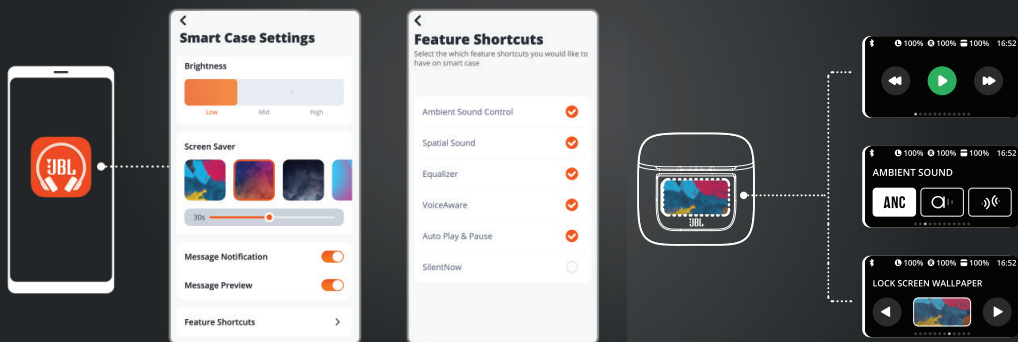 JBL
Smart Case Settings
Brightness
Low Mid High
Screen Saver
30s
Message Notification
Message Preview
Feature Shortcuts
Feature Shortcuts
Select the which feature shortcuts you would like to
have on smart case
Ambient Sound Control
Spatial Sound
Equalizer
VoiceAware
Auto Play & Pause
SilentNow
JBL
L 100% R 100% 100% 16:52
L 100% R 100% 100% 16:52
AMBIENT SOUND
ANC
L 100% R 100% 100% 16:52
LOCK SCREEN WALLPAPER